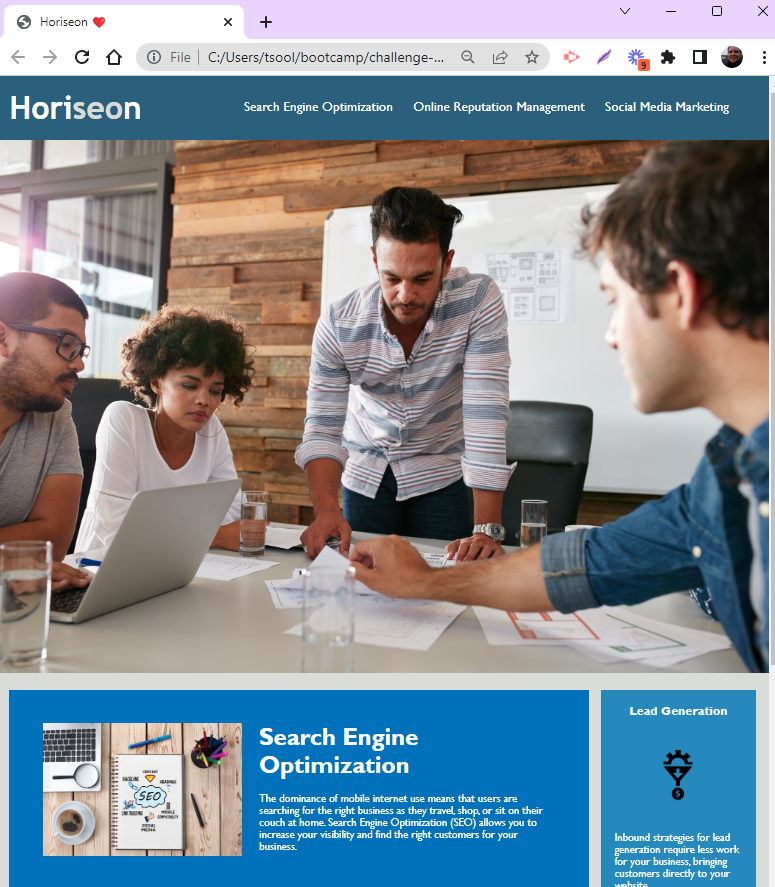 Horiseon ❤️
File C:/Users/tsool/bootcamp/challenge-...
9
Horiseon
Search Engine Optimization Online Reputation Management Social Media Marketing
Lead Generation
Search Engine
Optimization
SEO
The dominance of mobile internet use means that users are
searching for the right business as they travel, shop, or sit on their
couch at home. Search Engine Optimization (SEO) allows you to
increase your visibility and find the right customers for your
business.
Inbound strategies for lead
generation require less work
for your business, bringing
customers directly to your
website.